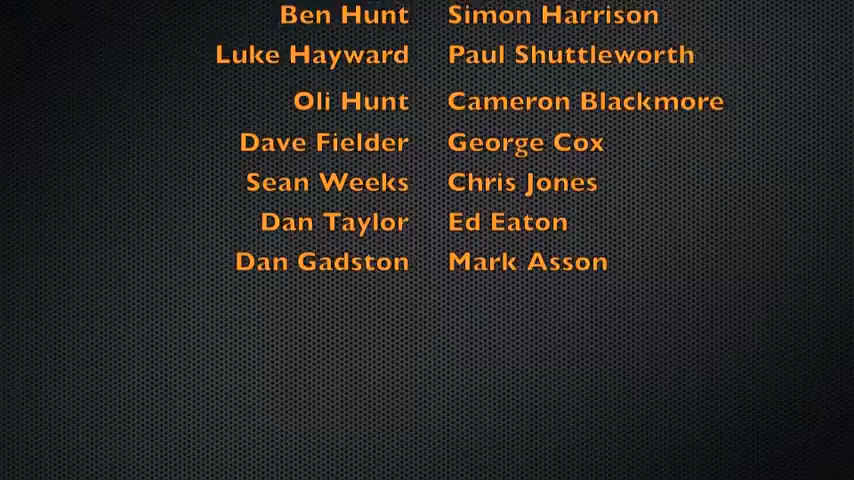 Ben Hunt Simon Harrison
Luke Hayward Paul Shuttleworth
Oli Hunt Cameron Blackmore
Dave Fielder George Cox
Sean Weeks Chris Jones
Dan Taylor Ed Eaton
Dan Gadston Mark Asson